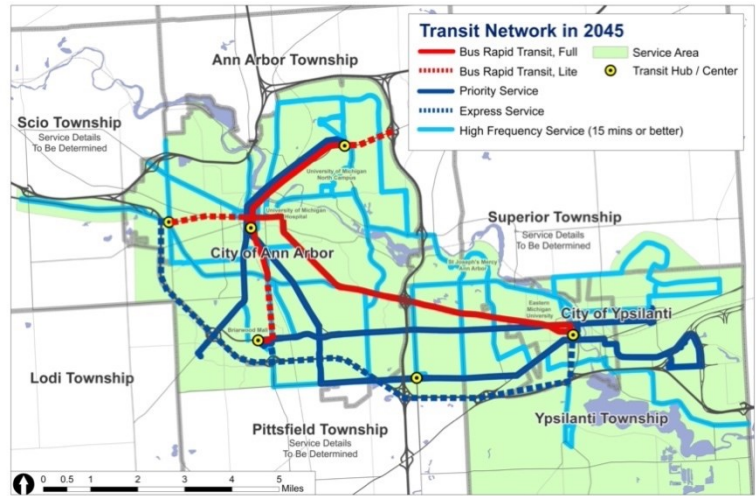 Transit Network in 2045
Bus Rapid Transit, Full
Bus Rapid Transit, Lite
Priority Service
Express Service
High Frequency Service (15 mins or better)
Service Area
Transit Hub / Center
Ann Arbor Township
Scio Township
Service Details
To Be Determined
University of Michigan
North Campus
University of Michigan
Hospital
Superior Township
Service Details
To Be Determined
City of Ann Arbor
St Joseph's Mercy
Ann Arbor
Eastern
Michigan
University
City of Ypsilanti
Briarwood Mall
Lodi Township
Pittsfield Township
Service Details
To Be Determined
Ypsilanti Township
0 0.5 1 2 3 4 5
Miles